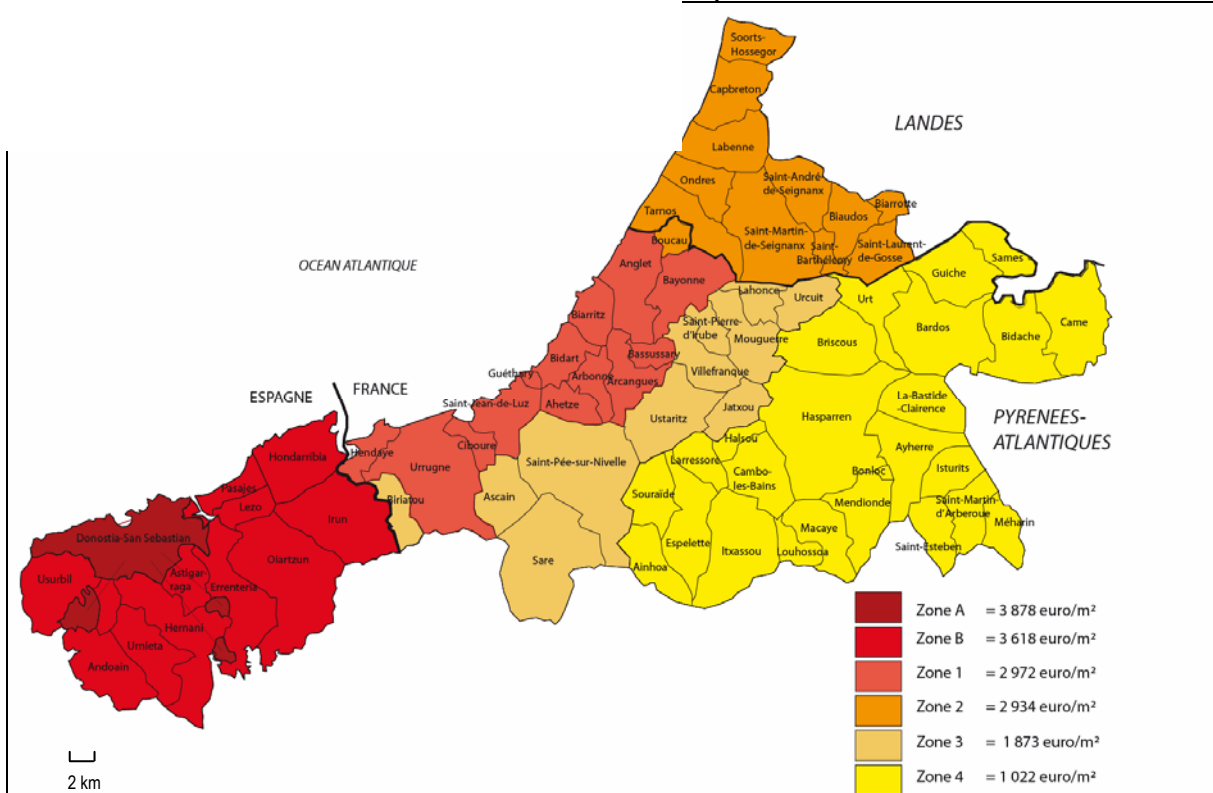 Soorts-
Hossegor
Capbreton
LANDES
Labenne
Ondres
Saint-André-
de-Seignanx
Biarrotte
Tarnos
Biaudos
Boucau
Saint-Martin-
de-Seignanx
Saint-
Barthélemy
Saint-Laurent-
de-Gosse
OCEAN ATLANTIQUE
Anglet
Bayonne
Guiche
Sames
Lahonce
Urcuit
Urt
Biarritz
Saint-Pierre-
d'Irube
Mouguerre
Briscous
Bardos
Bidache
Came
Bidart
Bassussary
Guéthary
Arbonne
Arcangues
Villefranque
ESPAGNE
FRANCE
Saint-Jean-de-Luz
Ahetze
Ustaritz
Jatxou
Hasparren
La-Bastide
-Clairence
PYRENEES-
ATLANTIQUES
Hondarribia
Hendaye
Urrugne
Ciboure
Saint-Pée-sur-Nivelle
Larressore
Halsou
Cambo-
les-Bains
Bonloc
Ayherre
Isturits
Pasajes
Lezo
Irun
Biriatou
Ascain
Souraïde
Mendionde
Saint-Martin
d'Arberoue
Méharin
Donostia-San Sebastian
Oiartzun
Sare
Espelette
Itxassou
Macaye
Louhossoa
Saint-Esteben
Ainhoa
Usurbil
Astigar-
raga
Errenteria
Hernani
Urnieta
Andoain
Zone A = 3 878 euro/m²
Zone B = 3 618 euro/m²
Zone 1 = 2 972 euro/m²
Zone 2 = 2 934 euro/m²
Zone 3 = 1 873 euro/m²
Zone 4 = 1 022 euro/m²
2 km